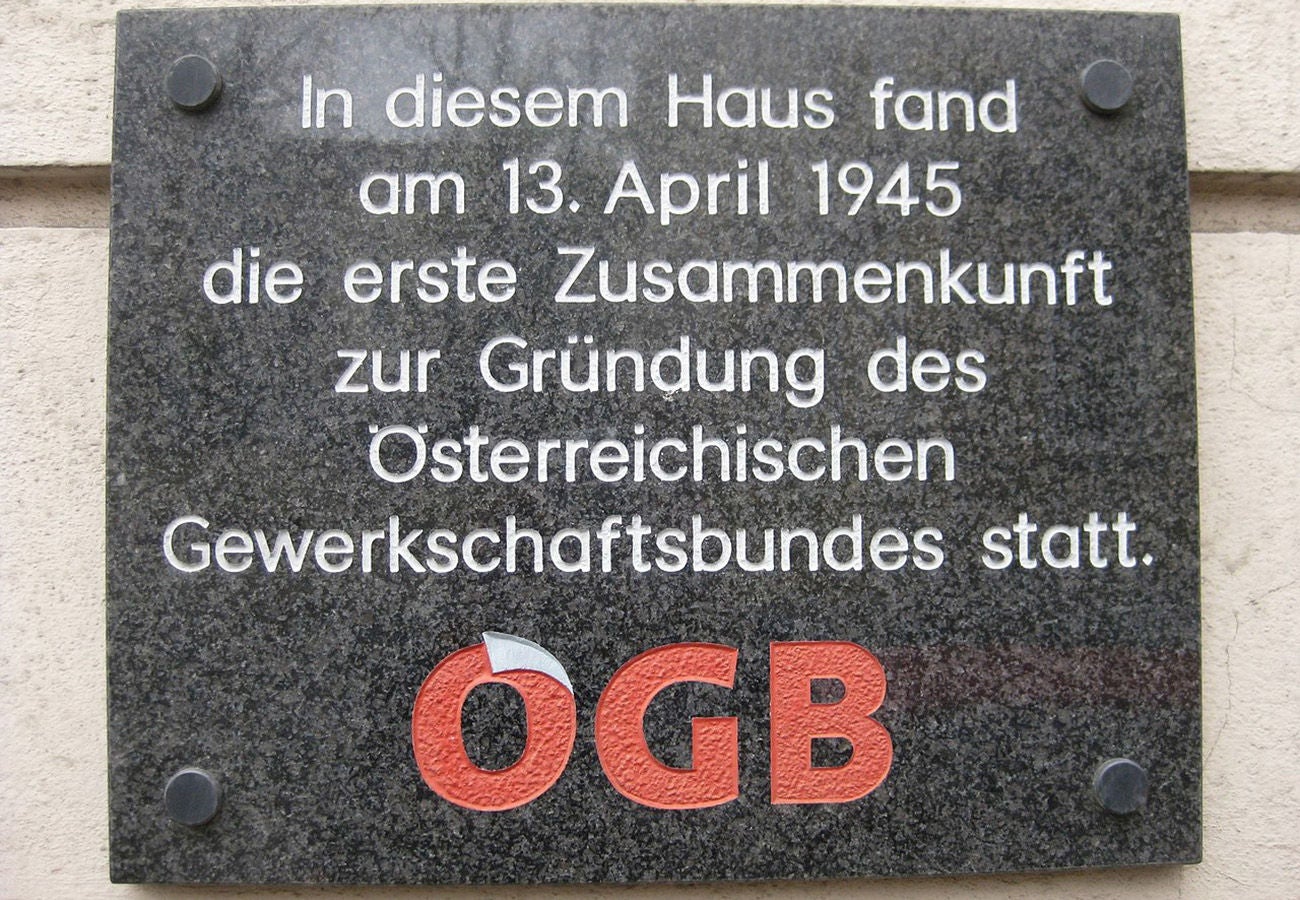 In diesem Haus fand
am 13. April 1945
die erste Zusammenkunft
zur Gründung des
Österreichischen
Gewerkschaftsbundes statt.
ÖGB